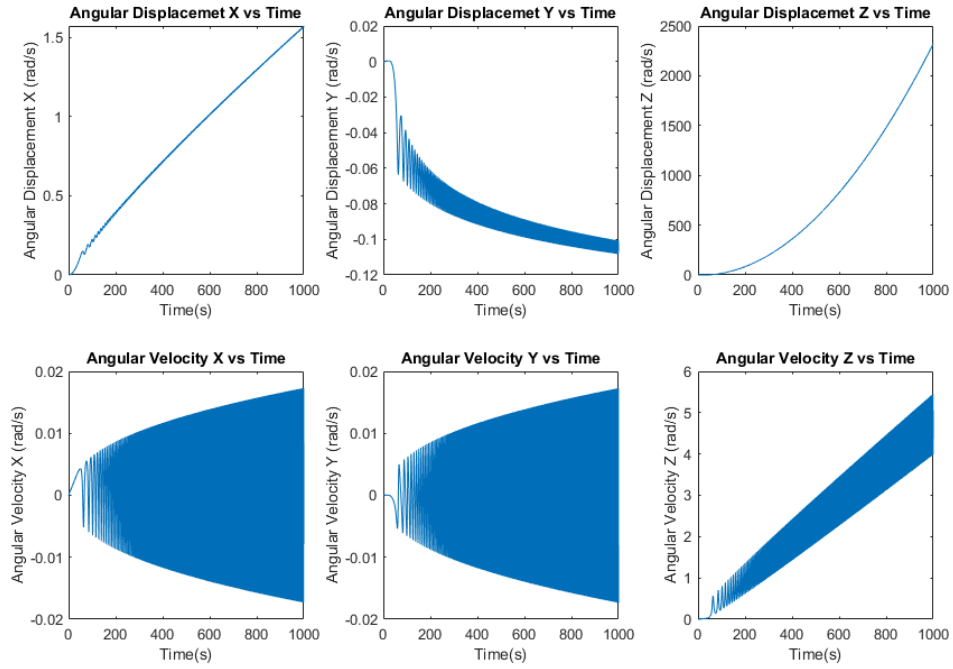 Angular Displacemet X vs Time
Angular Displacement X (rad/s)
1.5
1
0.5
0
0 200 400 600 800 1000
Time(s)
Angular Displacemet Y vs Time
Angular Displacement Y (rad/s)
0.02
0
-0.02
-0.04
-0.06
-0.08
-0.1
-0.12
0 200 400 600 800 1000
Time(s)
Angular Displacemet Z vs Time
Angular Displacement Z (rad/s)
2500
2000
1500
1000
500
0
0 200 400 600 800 1000
Time(s)
Angular Velocity X vs Time
Angular Velocity X (rad/s)
0.02
0.01
0
-0.01
-0.02
0 200 400 600 800 1000
Time(s)
Angular Velocity Y vs Time
Angular Velocity Y (rad/s)
0.02
0.01
0
-0.01
-0.02
0 200 400 600 800 1000
Time(s)
Angular Velocity Z vs Time
Angular Velocity Z (rad/s)
6
5
4
3
2
1
0
0 200 400 600 800 1000
Time(s)